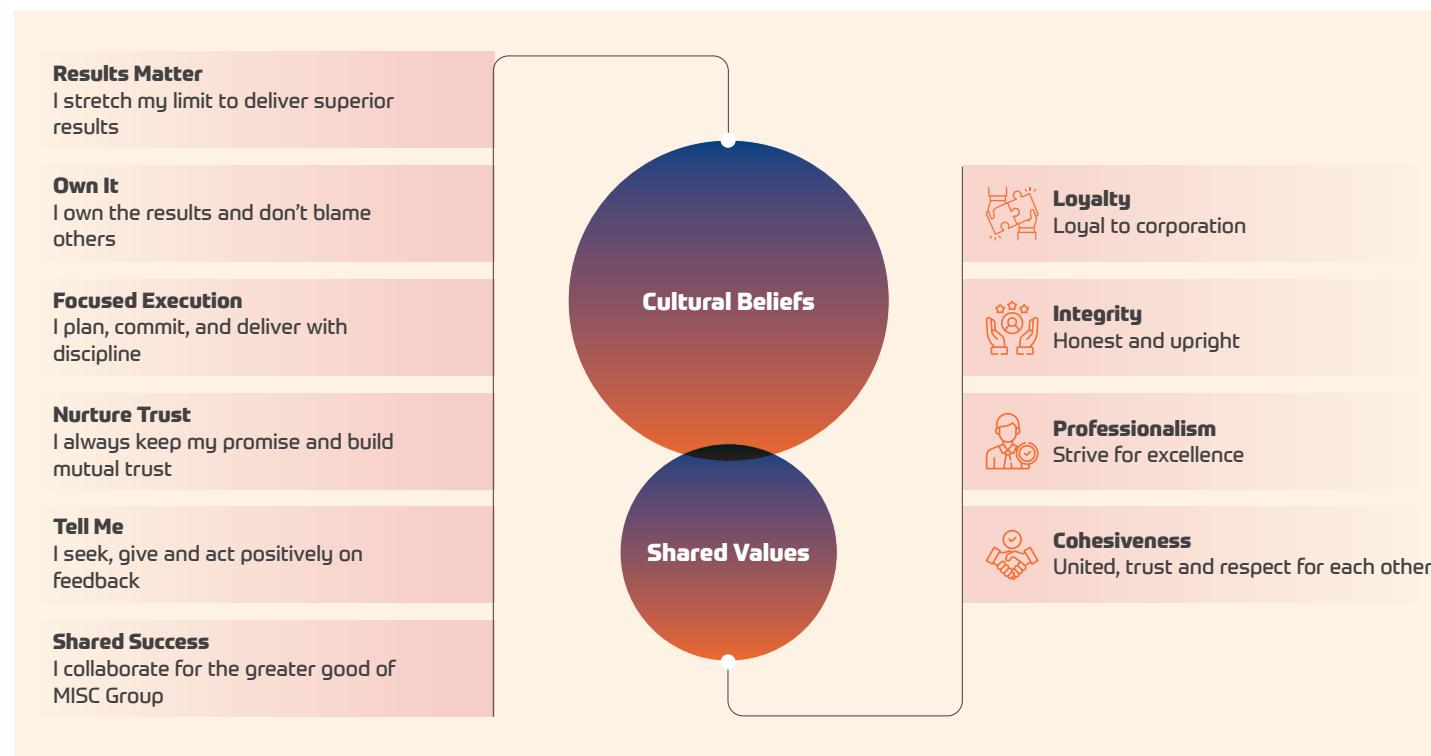 Results Matter
I stretch my limit to deliver superior
results
Own It
I own the results and don’t blame
others
Focused Execution
I plan, commit, and deliver with
discipline
Nurture Trust
I always keep my promise and build
mutual trust
Tell Me
I seek, give and act positively on
feedback
Shared Success
I collaborate for the greater good of
MISC Group
Cultural Beliefs
Shared Values
Loyalty
Loyal to corporation
Integrity
Honest and upright
Professionalism
Strive for excellence
Cohesiveness
United, trust and respect for each other